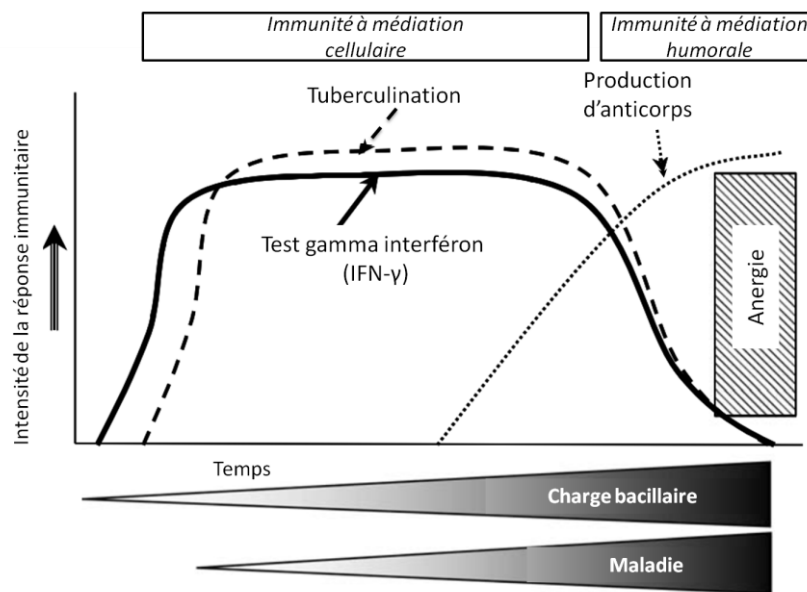 Immunité à médiation
cellulaire
Immunité à médiation
humorale
Production
d'anticorps
Tuberculination
Test gamma interféron
(IFN-γ)
Intensité de la réponse immunitaire
Anergie
Temps
Charge bacillaire
Maladie